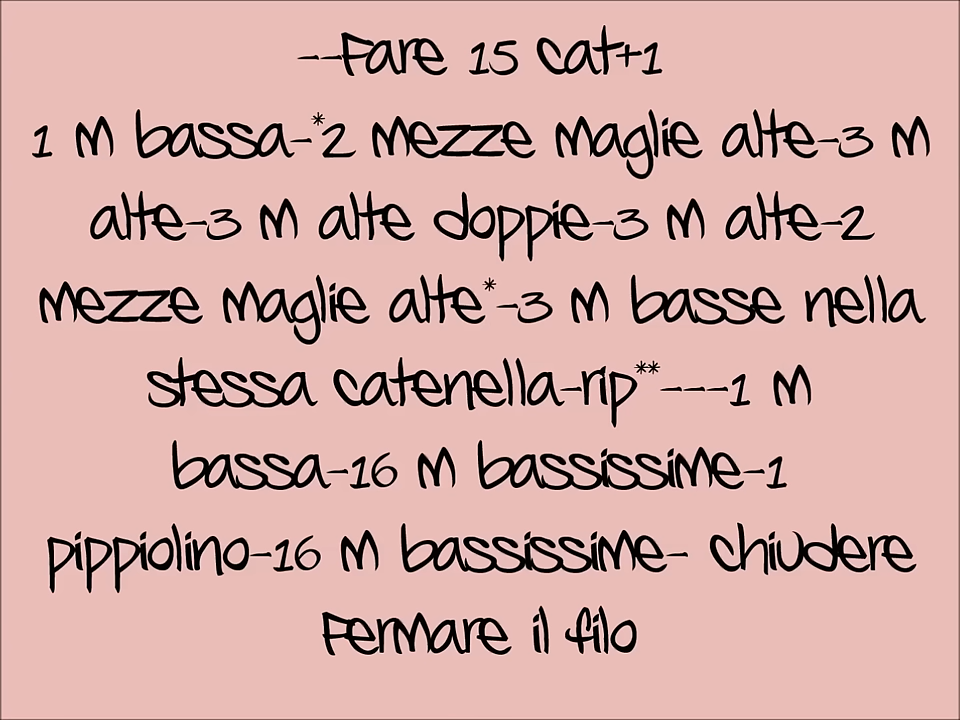 --Fare 15 cat+1
1 m bassa-*2 mezze maglie alte-3 m
alte-3 m alte doppie-3 m alte-2
mezze maglie alte*-3 m basse nella
stessa catenella-rip**---1 m
bassa-16 m bassissime-1
pippiolino-16 m bassissime- chiudere
Fermare il filo